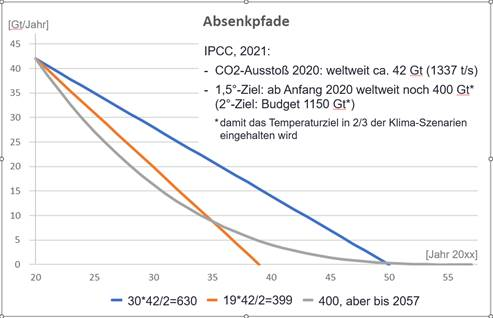 Absenkpfade
[Gt/Jahr]
IPCC, 2021:
- CO2-Ausstoß 2020: weltweit ca. 42 Gt (1337 t/s)
- 1,5°-Ziel: ab Anfang 2020 weltweit noch 400 Gt*
(2°-Ziel: Budget 1150 Gt*)
*damit das Temperaturziel in 2/3 der Klima-Szenarien
eingehalten wird
45
40
35
30
25
20
15
10
5
0
[Jahr 20xx]
20 25 30 35 40 45 50 55
30*42/2=630 19*42/2=399 400, aber bis 2057